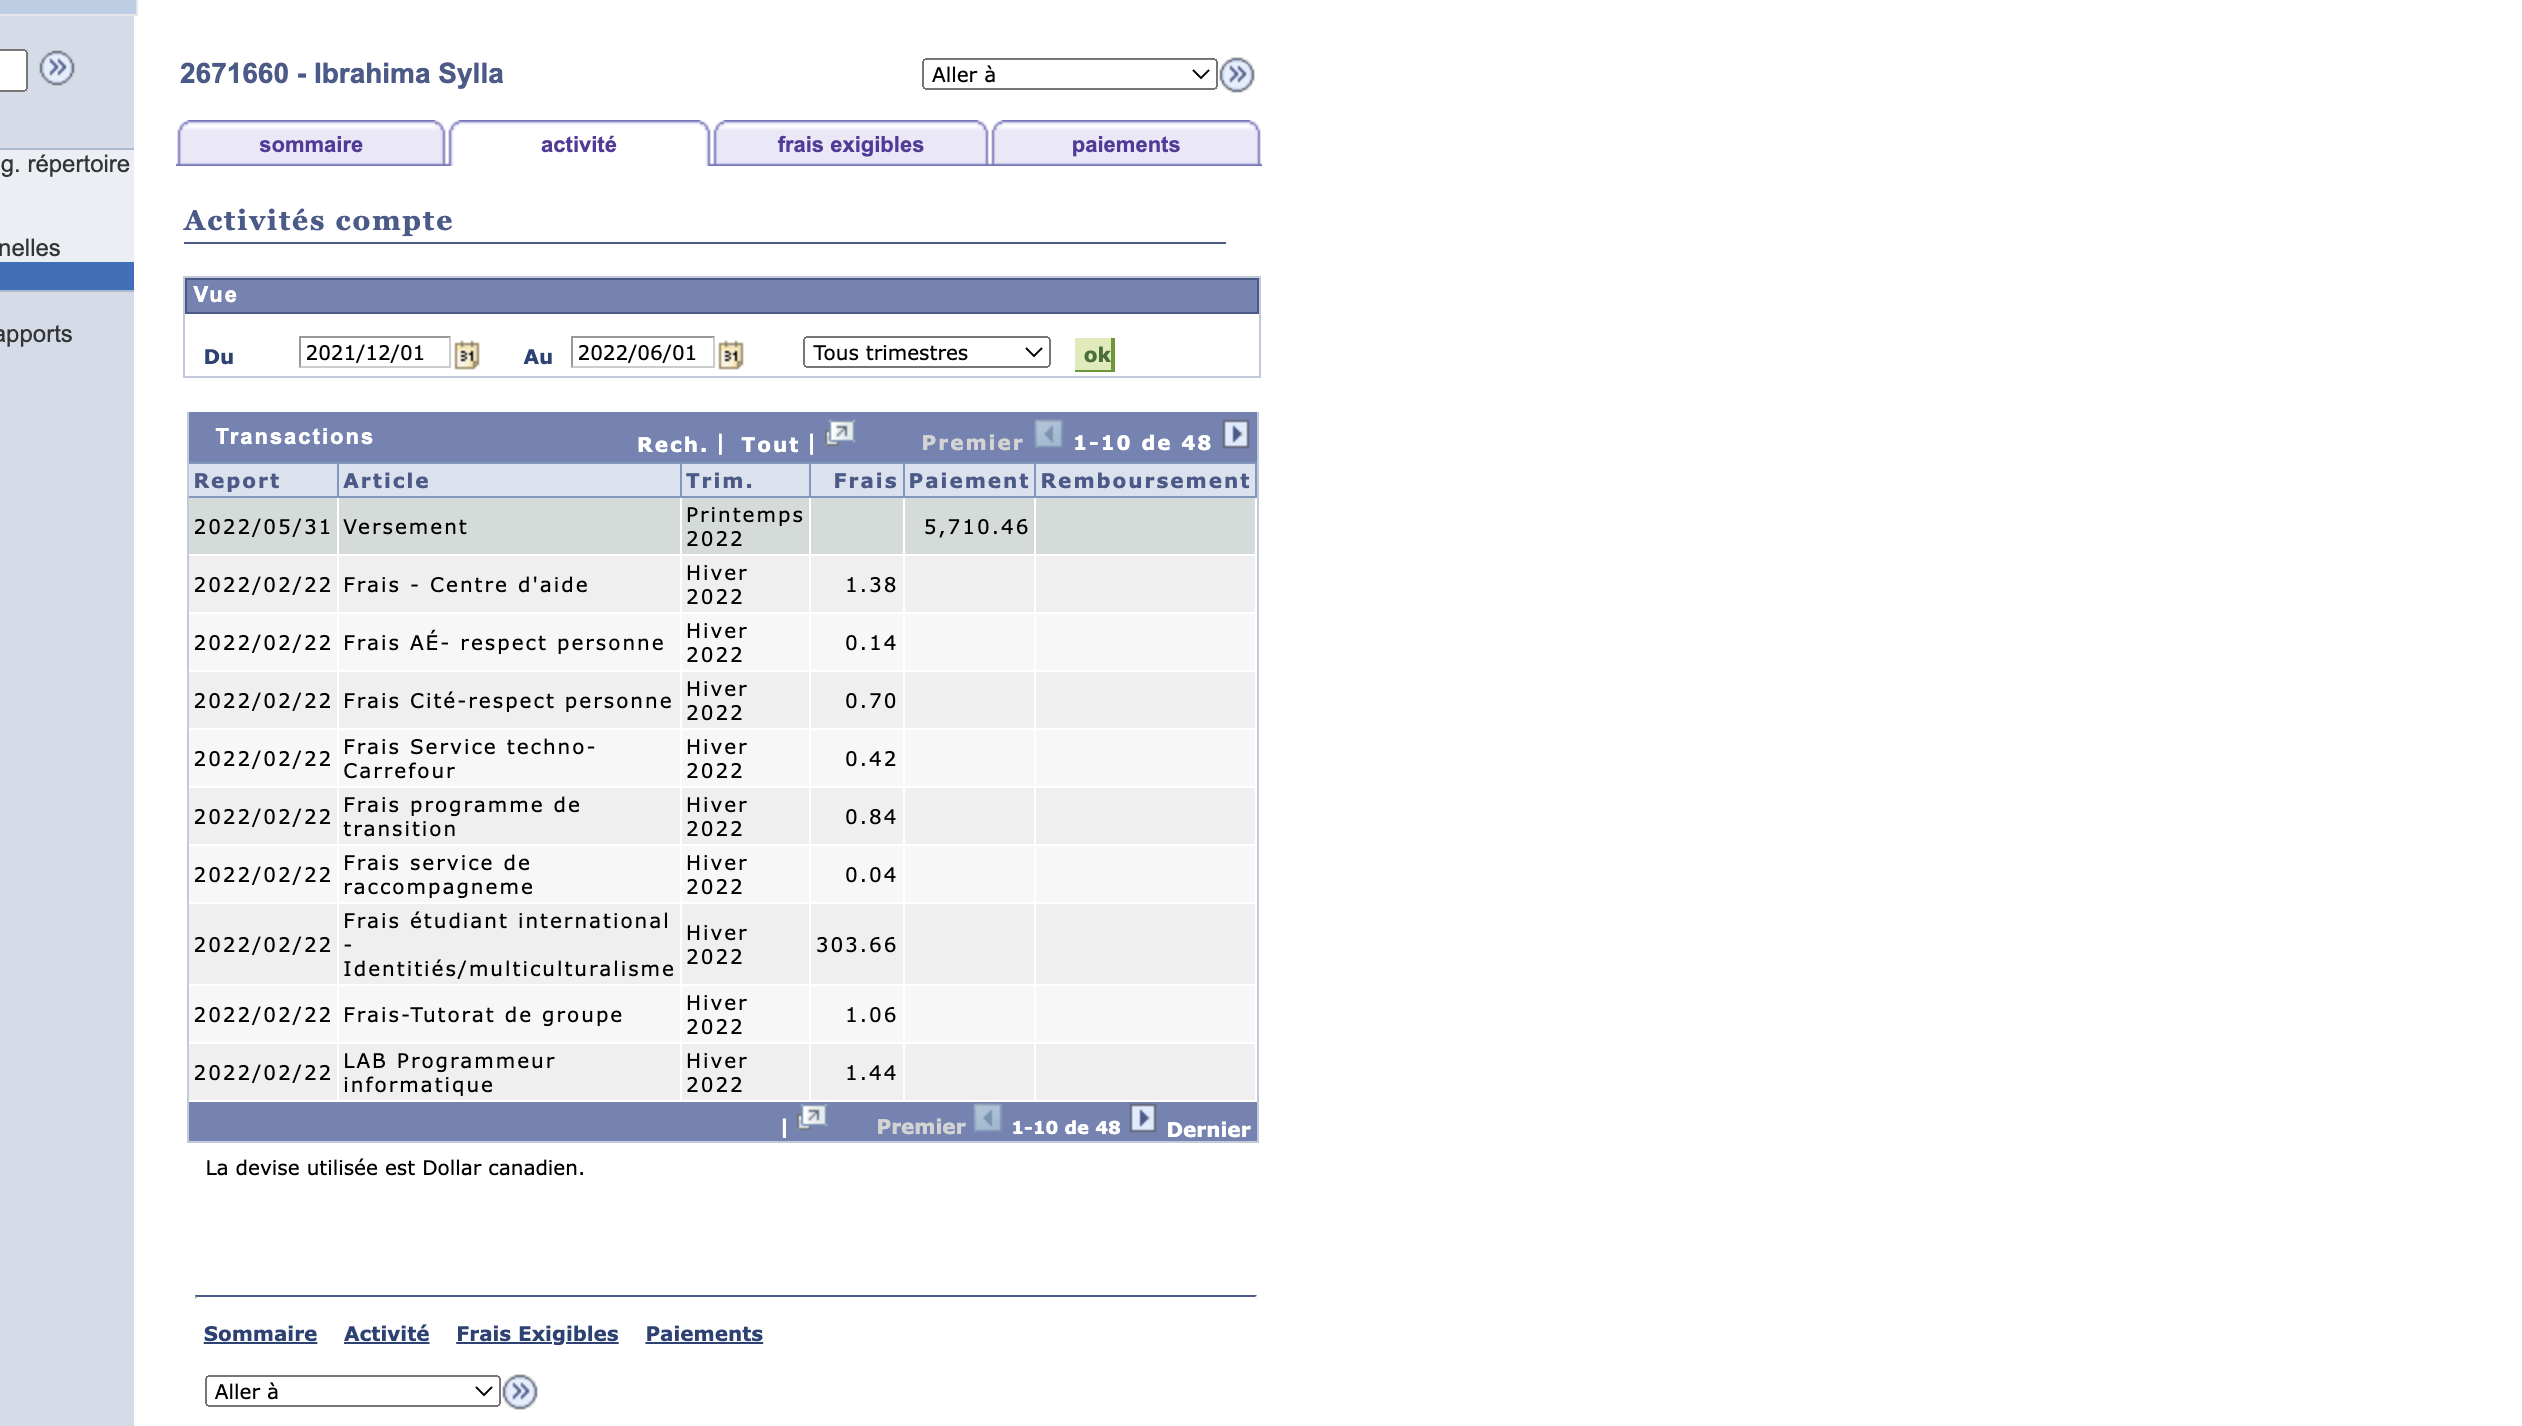 2671660 - Ibrahima Sylla
Aller à
g. répertoire
nelles
apports
sommaire
activité
frais exigibles
paiements
Activités compte
Vue
Du 2021/12/01 31 Au 2022/06/01 31 Tous trimestres ok
Transactions Rech. | Tout | Premier 1-10 de 48
Report Article Trim. Frais Paiement Remboursement
2022/05/31 Versement Printemps 2022 5,710.46
2022/02/22 Frais - Centre d'aide Hiver 2022 1.38
2022/02/22 Frais AÉ- respect personne Hiver 2022 0.14
2022/02/22 Frais Cité-respect personne Hiver 2022 0.70
2022/02/22 Frais Service techno-Carrefour Hiver 2022 0.42
2022/02/22 Frais programme de transition Hiver 2022 0.84
2022/02/22 Frais service de raccompagneme Hiver 2022 0.04
2022/02/22 Frais étudiant international - Identitiés/multiculturalisme Hiver 2022 303.66
2022/02/22 Frais-Tutorat de groupe Hiver 2022 1.06
2022/02/22 LAB Programmeur informatique Hiver 2022 1.44
| Premier 1-10 de 48 Dernier
La devise utilisée est Dollar canadien.
Sommaire Activité Frais Exigibles Paiements
Aller à